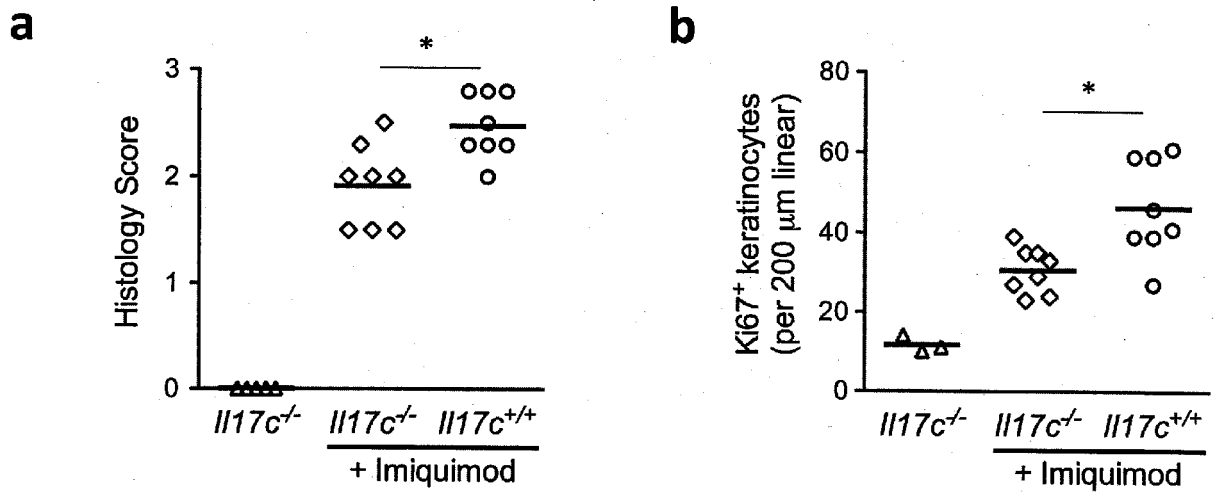 a
*
3
2
1
0
Histology Score
Il17c-/-
Il17c-/-
Il17c+/+
+ Imiquimod
b
*
80
60
40
20
0
Ki67+ keratinocytes
(per 200 μm linear)
Il17c-/-
Il17c-/-
Il17c+/+
+ Imiquimod